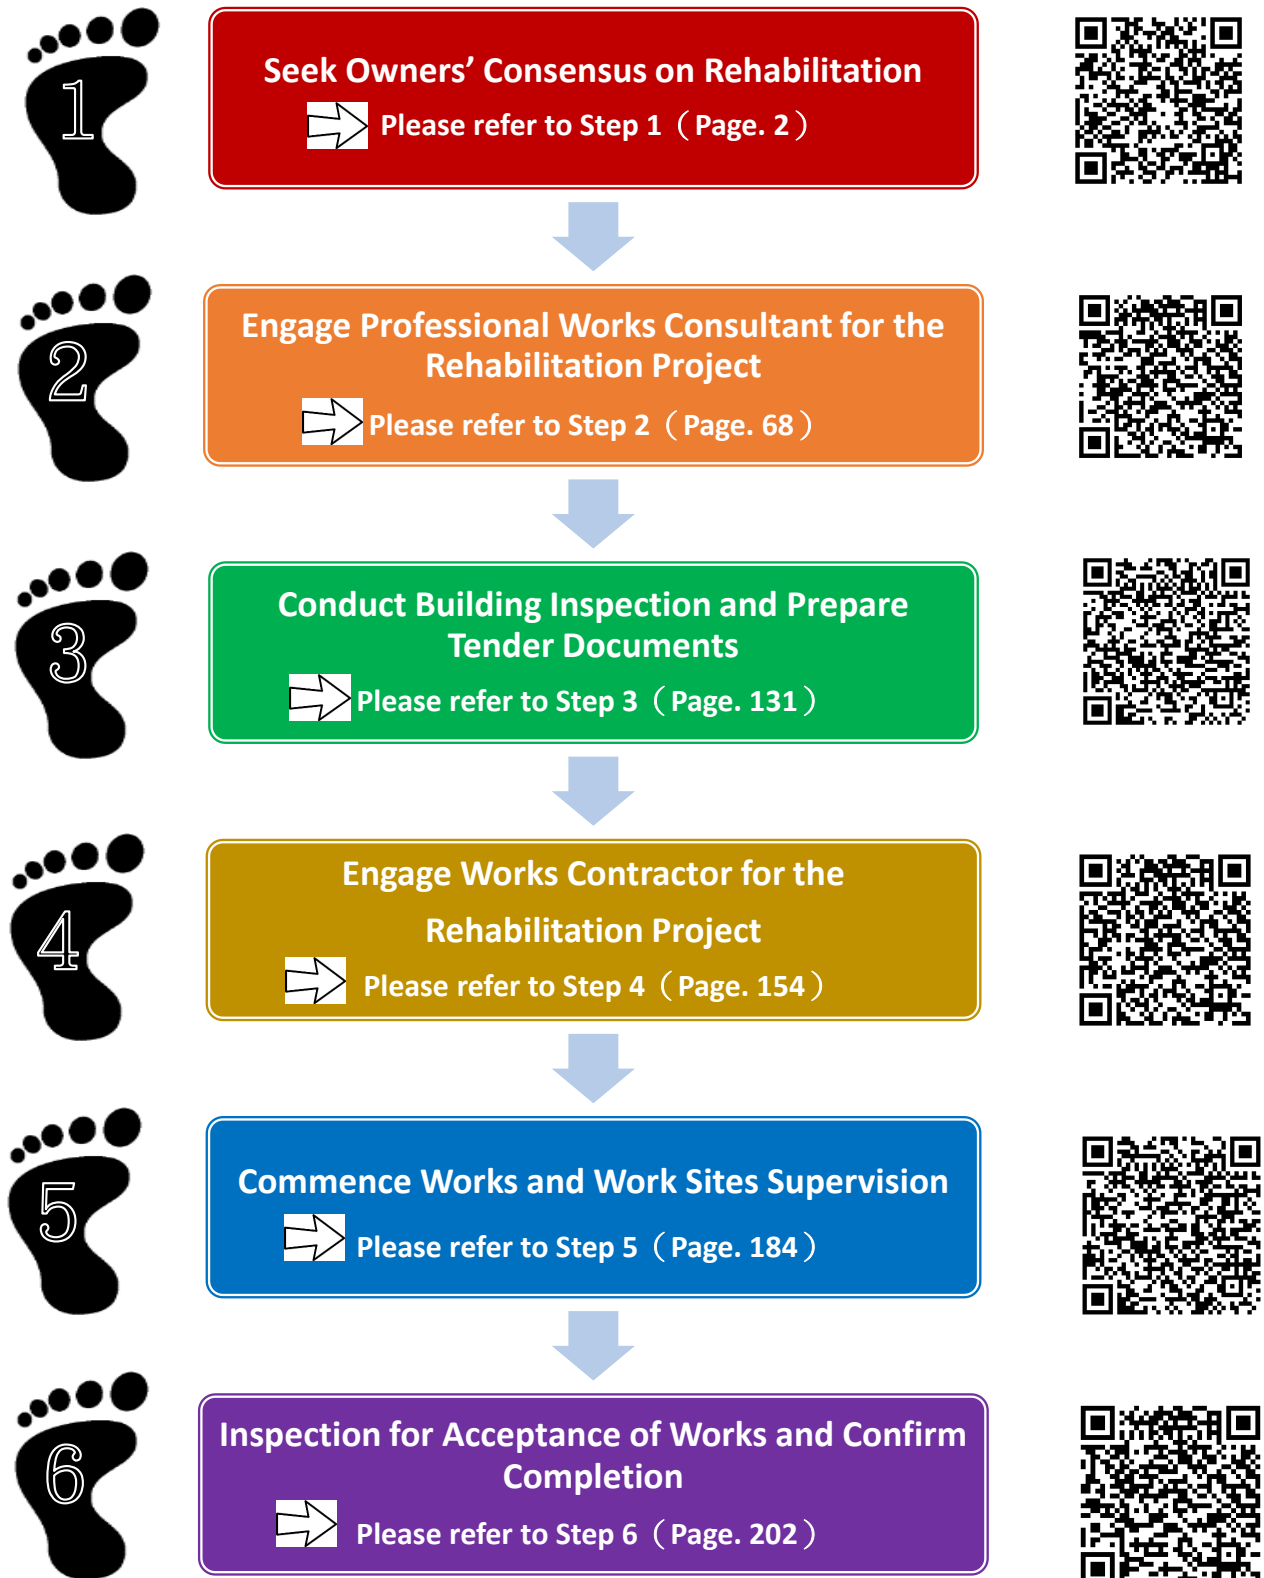 1
Seek Owners’ Consensus on Rehabilitation
Please refer to Step 1（Page. 2）
2
Engage Professional Works Consultant for the
Rehabilitation Project
Please refer to Step 2（Page. 68）
3
Conduct Building Inspection and Prepare
Tender Documents
Please refer to Step 3（Page. 131）
4
Engage Works Contractor for the
Rehabilitation Project
Please refer to Step 4（Page. 154）
5
Commence Works and Work Sites Supervision
Please refer to Step 5（Page. 184）
6
Inspection for Acceptance of Works and Confirm
Completion
Please refer to Step 6（Page. 202）